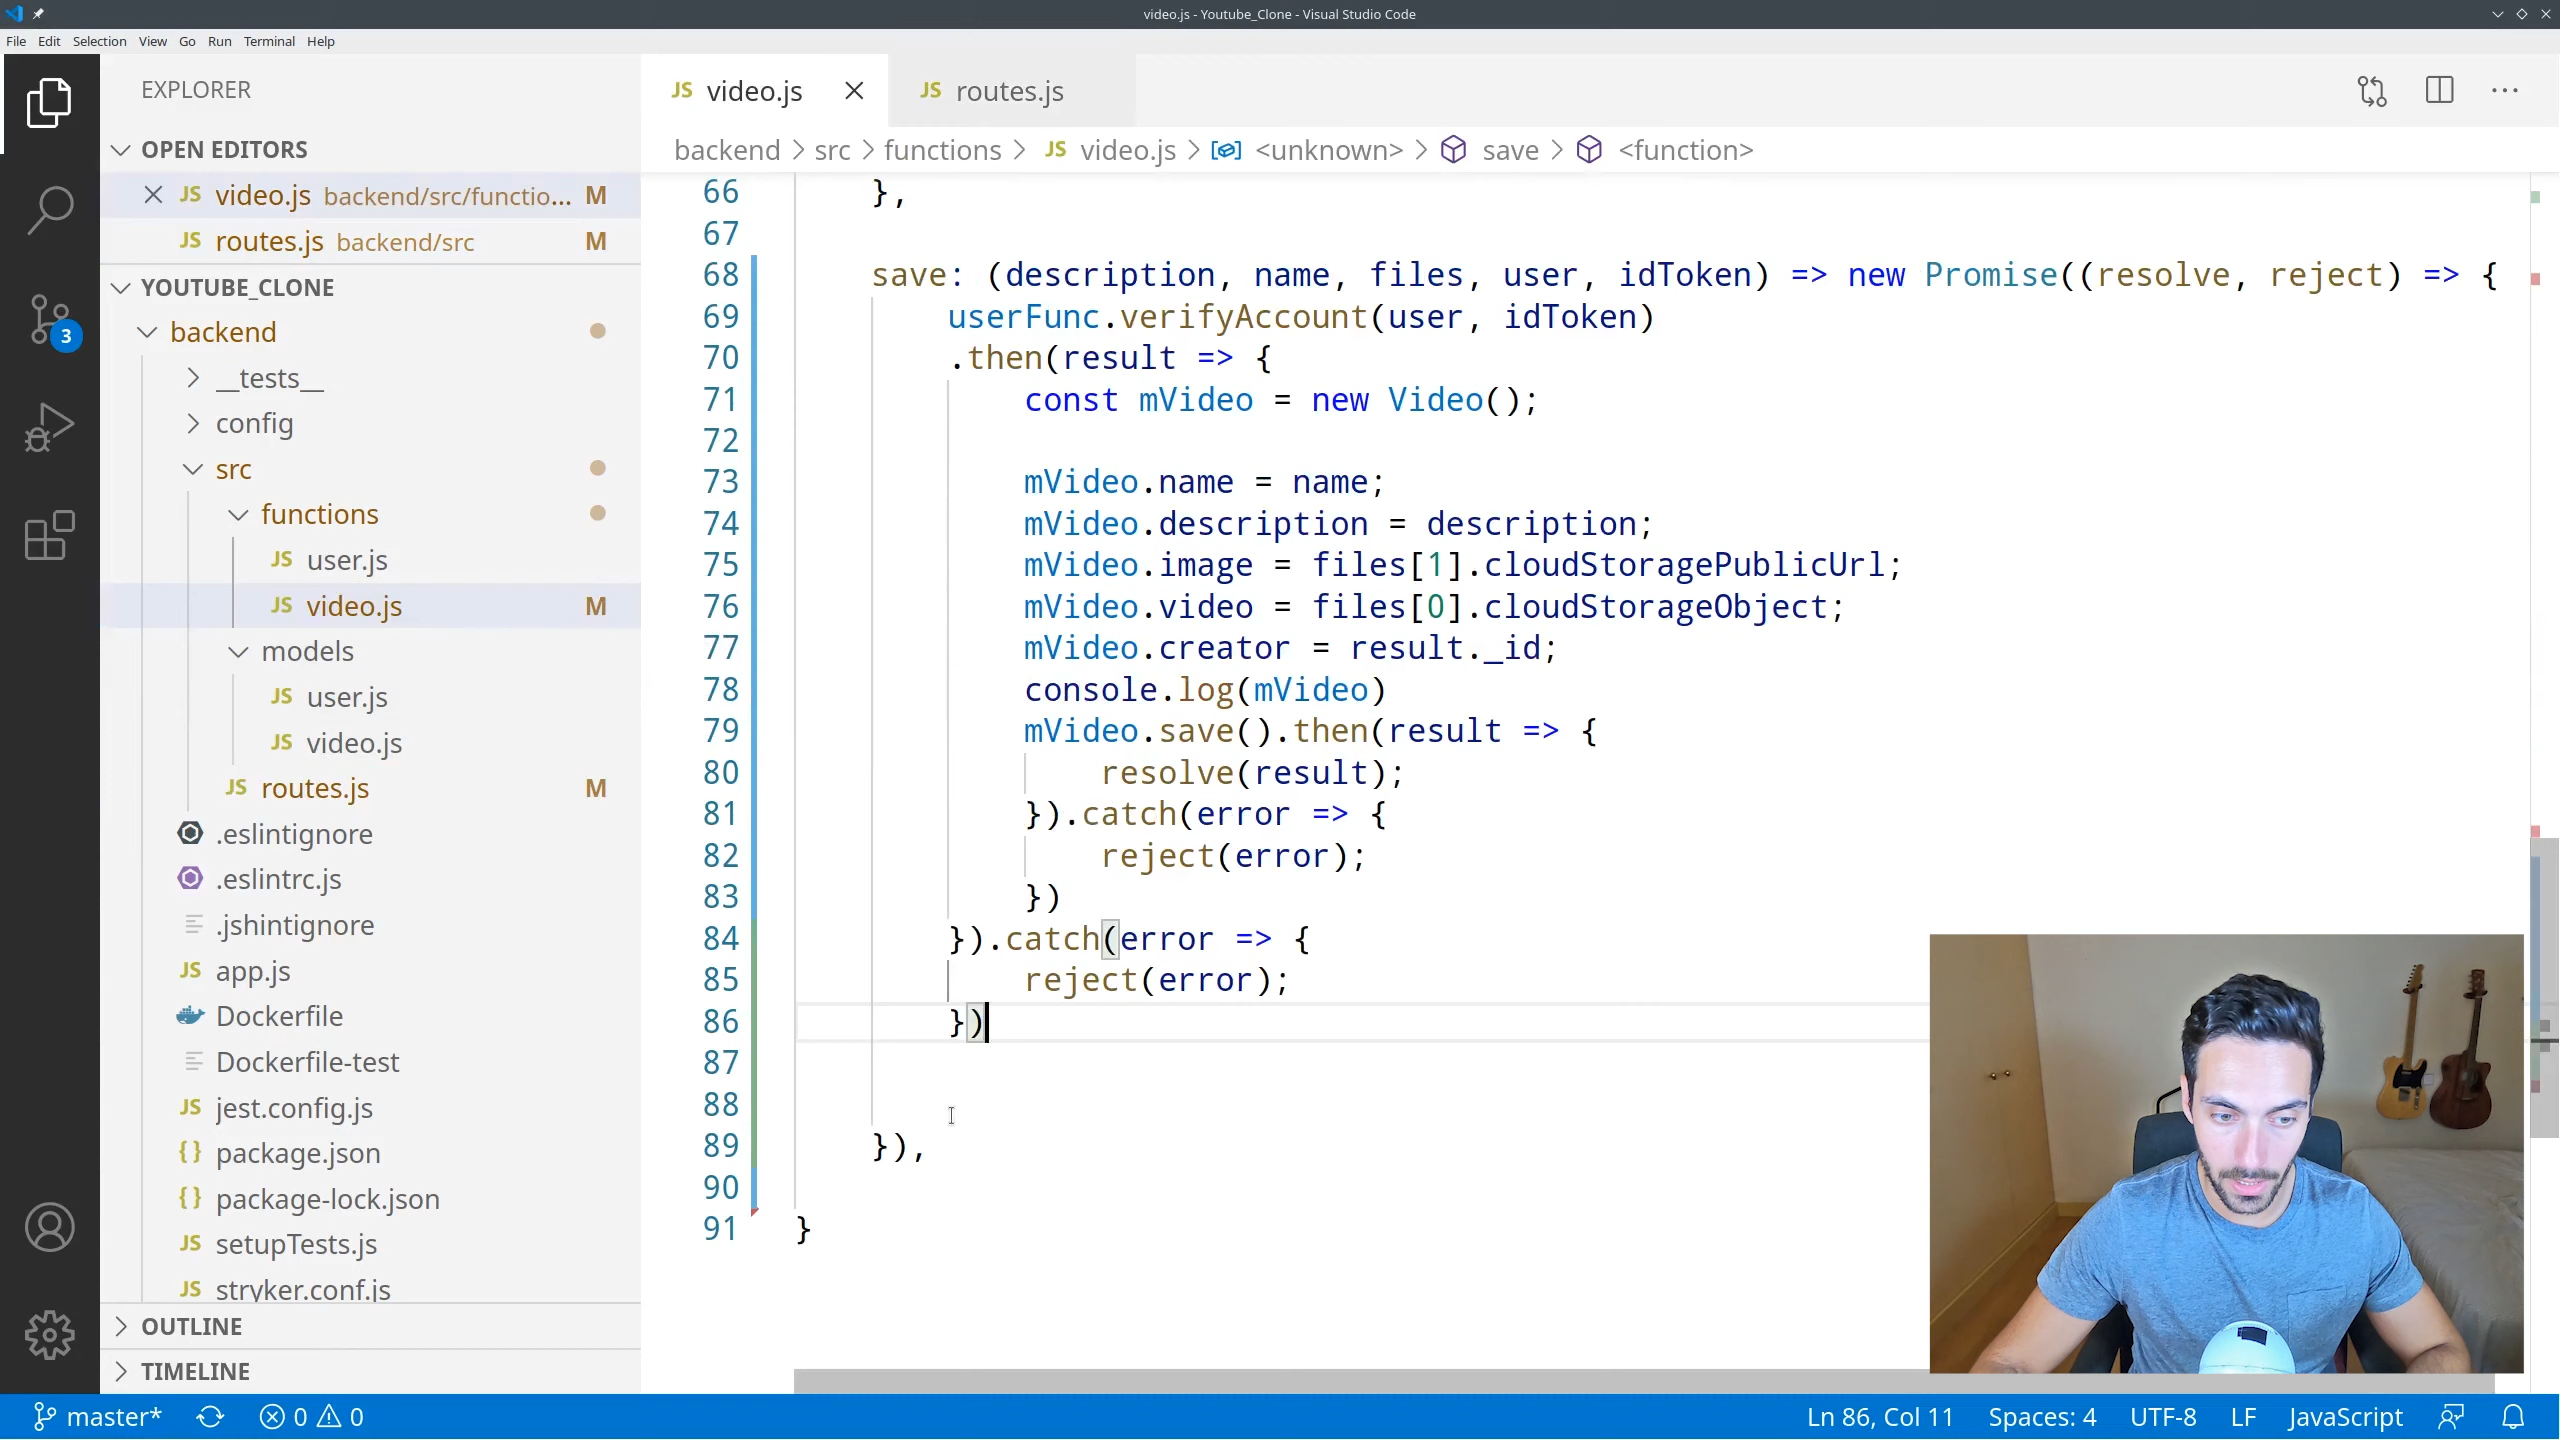 video.js - Youtube_Clone - Visual Studio Code
File Edit Selection View Go Run Terminal Help
EXPLORER
OPEN EDITORS
JS video.js backend/src/functio... M
JS routes.js backend/src M
YOUTUBE_CLONE
backend
__tests__
config
src
functions
JS user.js
JS video.js M
models
JS user.js
JS video.js
JS routes.js M
.eslintignore
.eslintrc.js
.jshintignore
JS app.js
Dockerfile
Dockerfile-test
JS jest.config.js
{} package.json
{} package-lock.json
JS setupTests.js
JS stryker.conf.js
OUTLINE
TIMELINE
3
JS video.js
JS routes.js
backend > src > functions > JS video.js > <unknown> > save > <function>
66 },
67
68 save: (description, name, files, user, idToken) => new Promise((resolve, reject) => {
69 userFunc.verifyAccount(user, idToken)
70 .then(result => {
71 const mVideo = new Video();
72
73 mVideo.name = name;
74 mVideo.description = description;
75 mVideo.image = files[1].cloudStoragePublicUrl;
76 mVideo.video = files[0].cloudStorageObject;
77 mVideo.creator = result._id;
78 console.log(mVideo)
79 mVideo.save().then(result => {
80 resolve(result);
81 }).catch(error => {
82 reject(error);
83 })
84 }).catch(error => {
85 reject(error);
86 })
87
88
89 }),
90
91 }
master* 0 0 Ln 86, Col 11 Spaces: 4 UTF-8 LF JavaScript